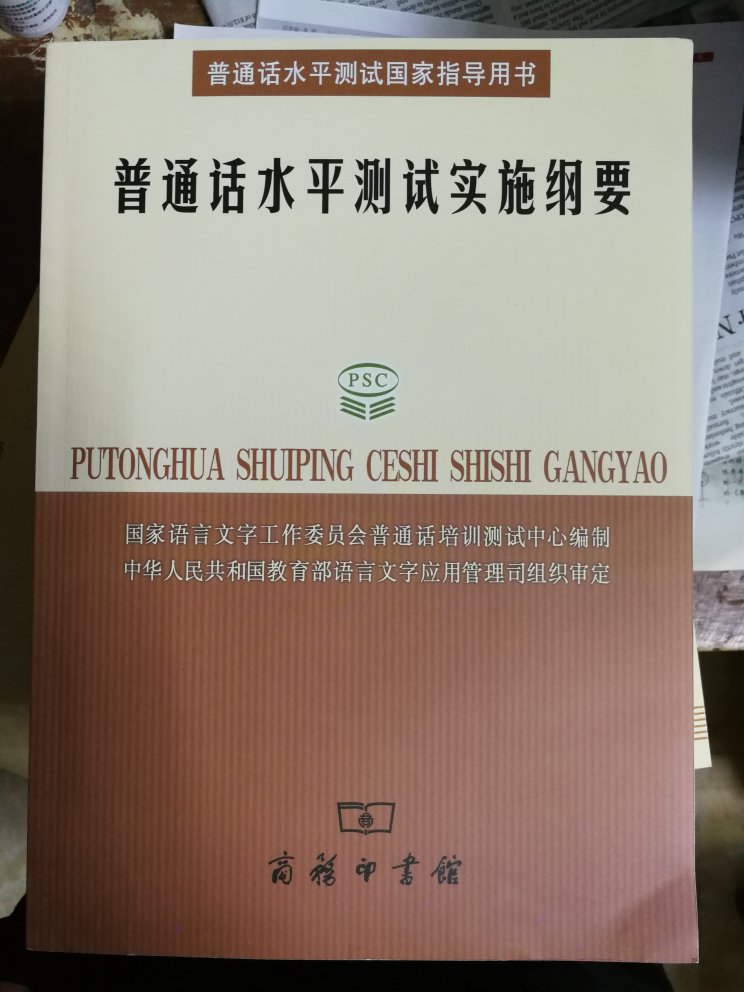 普通话水平测试国家指导用书
普通话水平测试实施纲要
PSC
PUTONGHUA SHUIPING CESHI SHISHI GANGYAO
国家语言文字工作委员会普通话培训测试中心编制
中华人民共和国教育部语言文字应用管理司组织审定
商務印書館